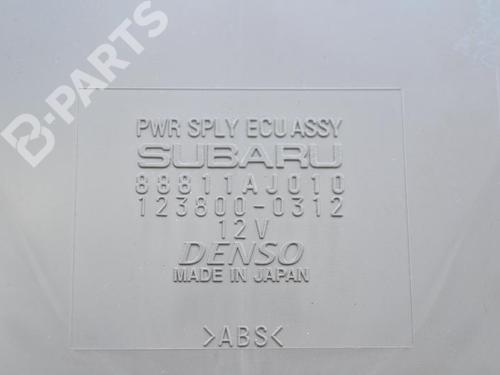 B-PARTS
PWR SPLY ECU ASSY
SUBARU
88811AJ010
123800-0312
12V
DENSO
MADE IN JAPAN
>ABS<